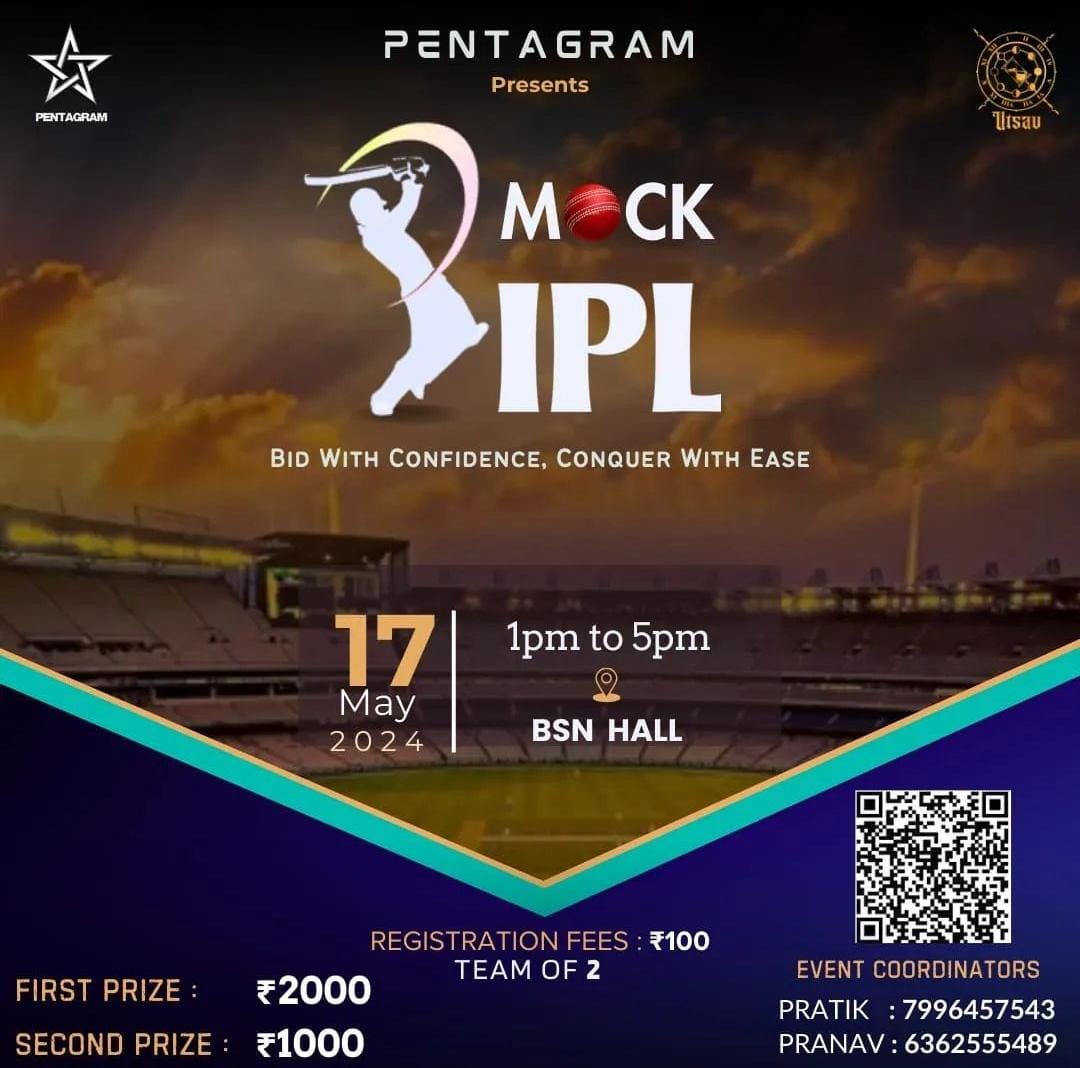 PENTAGRAM
Presents
PENTAGRAM
Utsav
MOCK
IPL
BID WITH CONFIDENCE, CONQUER WITH EASE
17
May
2024
1pm to 5pm
BSN HALL
REGISTRATION FEES : ₹100
TEAM OF 2
FIRST PRIZE : ₹2000
SECOND PRIZE : ₹1000
EVENT COORDINATORS
PRATIK : 7996457543
PRANAV : 6362555489